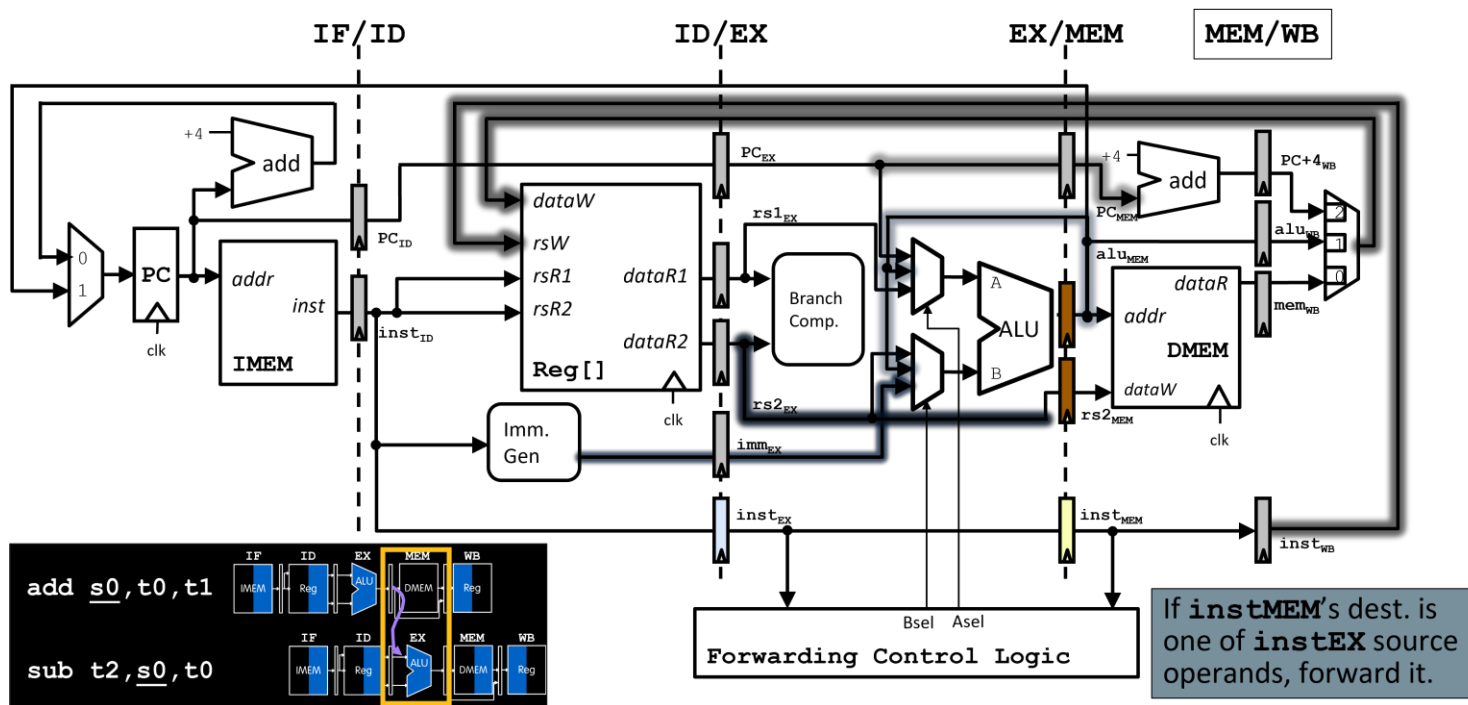 IF/ID
ID/EX
EX/MEM
MEM/WB
+4
add
PC_EX
+4
add
PC+4_WB
PC_MEM
2
dataW
rs1_EX
alu_WB
PC_ID
rsW
1
0
PC
addr
rsR1
dataR1
Branch
Comp.
A
alu_MEM
dataR
0
1
inst
rsR2
ALU
addr
mem_WB
clk
inst_ID
dataR2
DMEM
IMEM
Reg[]
B
dataW
clk
rs2_EX
rs2_MEM
clk
Imm.
Gen
imm_EX
inst_EX
inst_MEM
inst_WB
IF ID EX MEM WB
add s0,t0,t1
IMEM Reg ALU DMEM Reg
IF ID EX MEM WB
sub t2,s0,t0
IMEM Reg ALU DMEM Reg
Bsel Asel
Forwarding Control Logic
If instMEM’s dest. is
one of instEX source
operands, forward it.